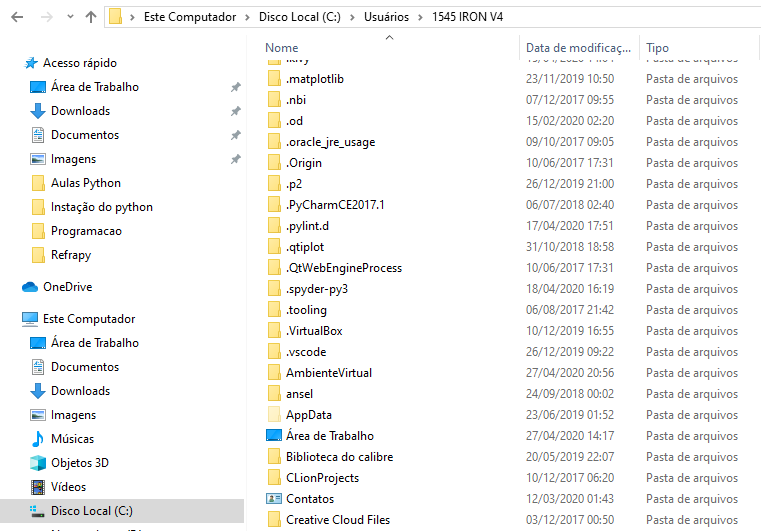 Este Computador > Disco Local (C:) > Usuários > 1545 IRON V4
Nome Data de modificaç... Tipo
Acesso rápido
Área de Trabalho
Downloads
Documentos
Imagens
Aulas Python
Instação do python
Programacao
Refrapy
OneDrive
Este Computador
Área de Trabalho
Documentos
Downloads
Imagens
Músicas
Objetos 3D
Vídeos
Disco Local (C:)
.matplotlib 23/11/2019 10:50 Pasta de arquivos
.nbi 07/12/2017 09:55 Pasta de arquivos
.od 15/02/2020 02:20 Pasta de arquivos
.oracle_jre_usage 09/10/2017 09:05 Pasta de arquivos
.Origin 10/06/2017 17:31 Pasta de arquivos
.p2 26/12/2019 21:00 Pasta de arquivos
.PyCharmCE2017.1 06/07/2018 02:40 Pasta de arquivos
.pylint.d 17/04/2020 17:51 Pasta de arquivos
.qtiplot 31/10/2018 18:58 Pasta de arquivos
.QtWebEngineProcess 10/06/2017 17:31 Pasta de arquivos
.spyder-py3 18/04/2020 16:19 Pasta de arquivos
.tooling 06/08/2017 21:42 Pasta de arquivos
.VirtualBox 10/12/2019 16:55 Pasta de arquivos
.vscode 26/12/2019 09:22 Pasta de arquivos
AmbienteVirtual 27/04/2020 20:56 Pasta de arquivos
ansel 24/09/2018 00:02 Pasta de arquivos
AppData 23/06/2019 01:52 Pasta de arquivos
Área de Trabalho 27/04/2020 14:17 Pasta de arquivos
Biblioteca do calibre 20/05/2019 22:07 Pasta de arquivos
CLionProjects 10/12/2017 06:20 Pasta de arquivos
Contatos 12/03/2020 01:43 Pasta de arquivos
Creative Cloud Files 03/12/2017 00:50 Pasta de arquivos